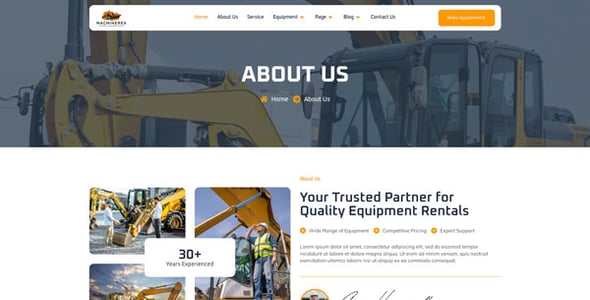 MACHINEREX
Home About Us Service Equipment Page Blog Contact Us
Make Appointment
ABOUT US
Home About Us
About Us
Your Trusted Partner for
Quality Equipment Rentals
Wide Range of Equipment Competitive Pricing Expert Support
Lorem ipsum dolor sit amet, consectetur adipiscing elit, sed do eiusmod tempor
incididunt ut labore et dolore magna aliqua. Ut enim ad minim veniam, quis nostrud
exercitation ullamco laboris nisi ut aliquip ex ea commodo consequat.
30+
Years Experienced